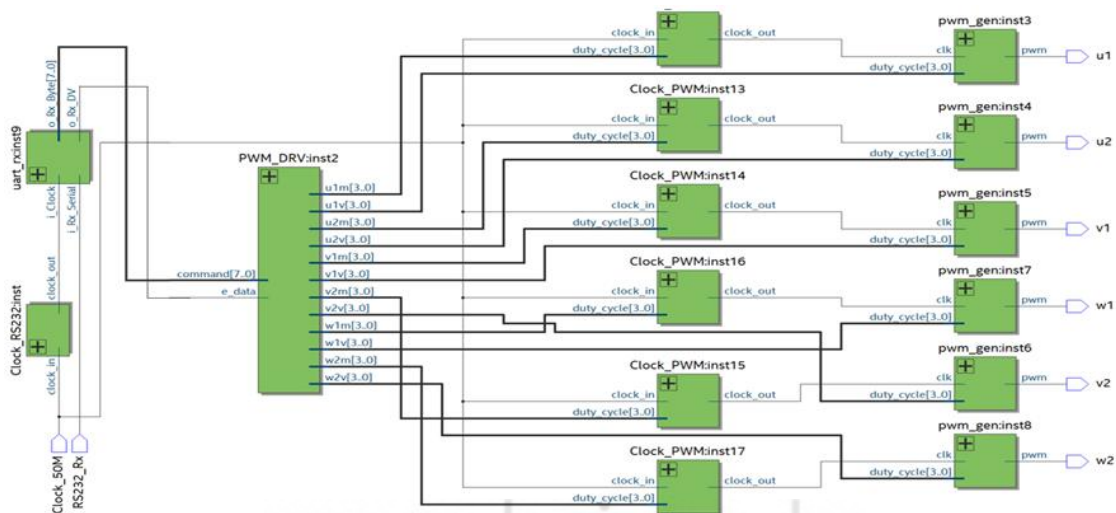 uart_rx:inst9
o_Rx_Byte[7.0]
o_Rx_DV
i_Clock
i_Rx_Serial
Clock_RS232:inst
clock_out
clock_in
Clock_50M
RS232_Rx
PWM_DRV:inst2
command[7..0]
e_data
u1m[3.0]
u1v[3.0]
u2m[3.0]
u2v[3.0]
v1m[3.0]
v1v[3.0]
v2m[3.0]
v2v[3.0]
w1m[3.0]
w1v[3.0]
w2m[3.0]
w2v[3.0]
clock_in
duty_cycle[3.0]
clock_out
Clock_PWM:inst13
clock_in
duty_cycle[3.0]
clock_out
Clock_PWM:inst14
clock_in
duty_cycle[3.0]
clock_out
Clock_PWM:inst16
clock_in
duty_cycle[3.0]
clock_out
Clock_PWM:inst15
clock_in
duty_cycle[3.0]
clock_out
Clock_PWM:inst17
clock_in
duty_cycle[3.0]
clock_out
pwm_gen:inst3
clk
duty_cycle[3.0]
pwm
u1
pwm_gen:inst4
clk
duty_cycle[3.0]
pwm
u2
pwm_gen:inst5
clk
duty_cycle[3.0]
pwm
v1
pwm_gen:inst7
clk
duty_cycle[3.0]
pwm
w1
pwm_gen:inst6
clk
duty_cycle[3.0]
pwm
v2
pwm_gen:inst8
clk
duty_cycle[3.0]
pwm
w2